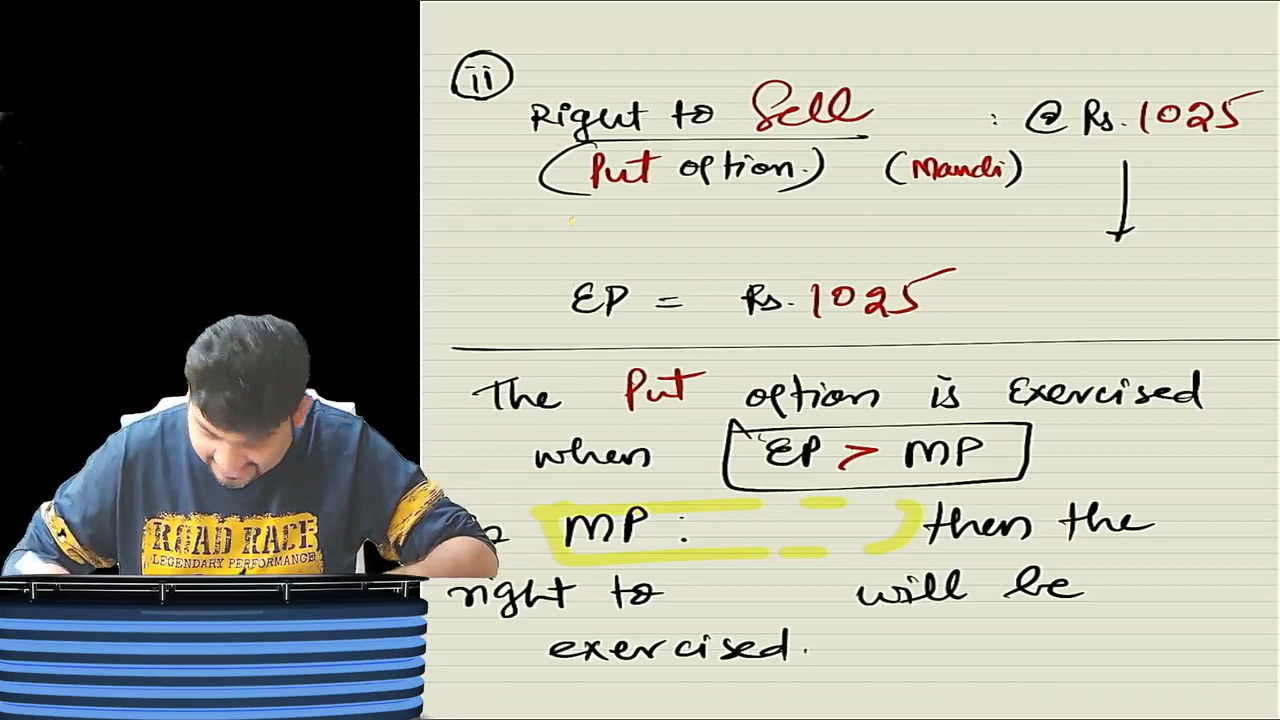 ii
Right to Sell : @ Rs. 1025
(Put option.) (Mandi)
EP = Rs. 1025
The Put option is Exercised
when EP > MP
MP : then the
right to will be
exercised.
ROAD RACE
LEGENDARY PERFORMANCE